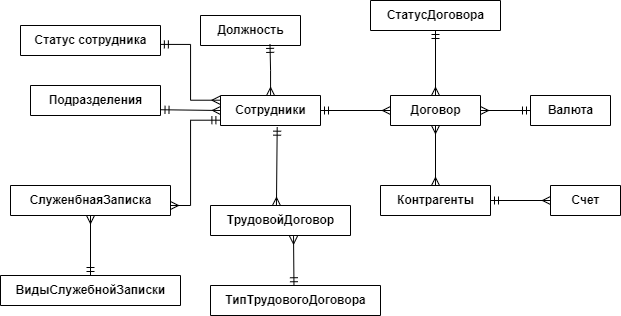 СтатусДоговора
Должность
Статус сотрудника
Подразделения
Сотрудники
Договор
Валюта
СлуженбнаяЗаписка
ТрудовойДоговор
Контрагенты
Счет
ВидыСлужебнойЗаписки
ТипТрудовогоДоговора